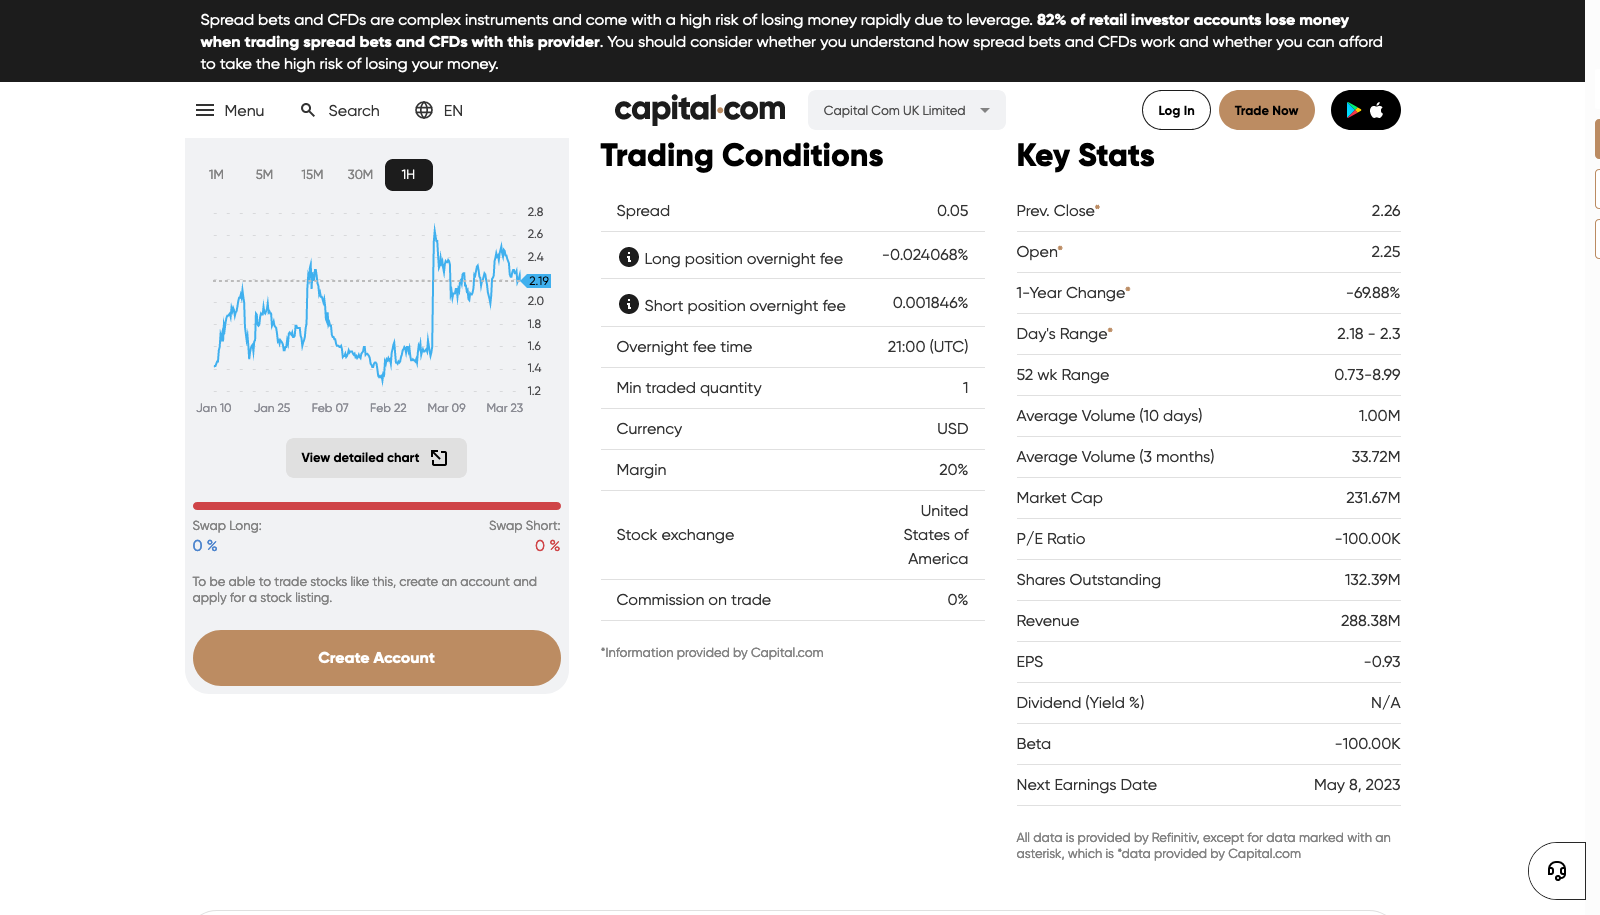 Spread bets and CFDs are complex instruments and come with a high risk of losing money rapidly due to leverage. 82% of retail investor accounts lose money
when trading spread bets and CFDs with this provider. You should consider whether you understand how spread bets and CFDs work and whether you can afford
to take the high risk of losing your money.
Menu Search EN capital.com Capital Com UK Limited Log In Trade Now
1M 5M 15M 30M 1H
2.8
2.6
2.4
2.19
2.0
1.8
1.6
1.4
1.2
Jan 10 Jan 25 Feb 07 Feb 22 Mar 09 Mar 23
View detailed chart
Swap Long: Swap Short:
0 % 0 %
To be able to trade stocks like this, create an account and
apply for a stock listing.
Create Account
Trading Conditions
Spread 0.05
Long position overnight fee -0.024068%
Short position overnight fee 0.001846%
Overnight fee time 21:00 (UTC)
Min traded quantity 1
Currency USD
Margin 20%
Stock exchange United
States of
America
Commission on trade 0%
*Information provided by Capital.com
Key Stats
Prev. Close* 2.26
Open* 2.25
1-Year Change* -69.88%
Day's Range* 2.18 - 2.3
52 wk Range 0.73-8.99
Average Volume (10 days) 1.00M
Average Volume (3 months) 33.72M
Market Cap 231.67M
P/E Ratio -100.00K
Shares Outstanding 132.39M
Revenue 288.38M
EPS -0.93
Dividend (Yield %) N/A
Beta -100.00K
Next Earnings Date May 8, 2023
All data is provided by Refinitiv, except for data marked with an
asterisk, which is *data provided by Capital.com